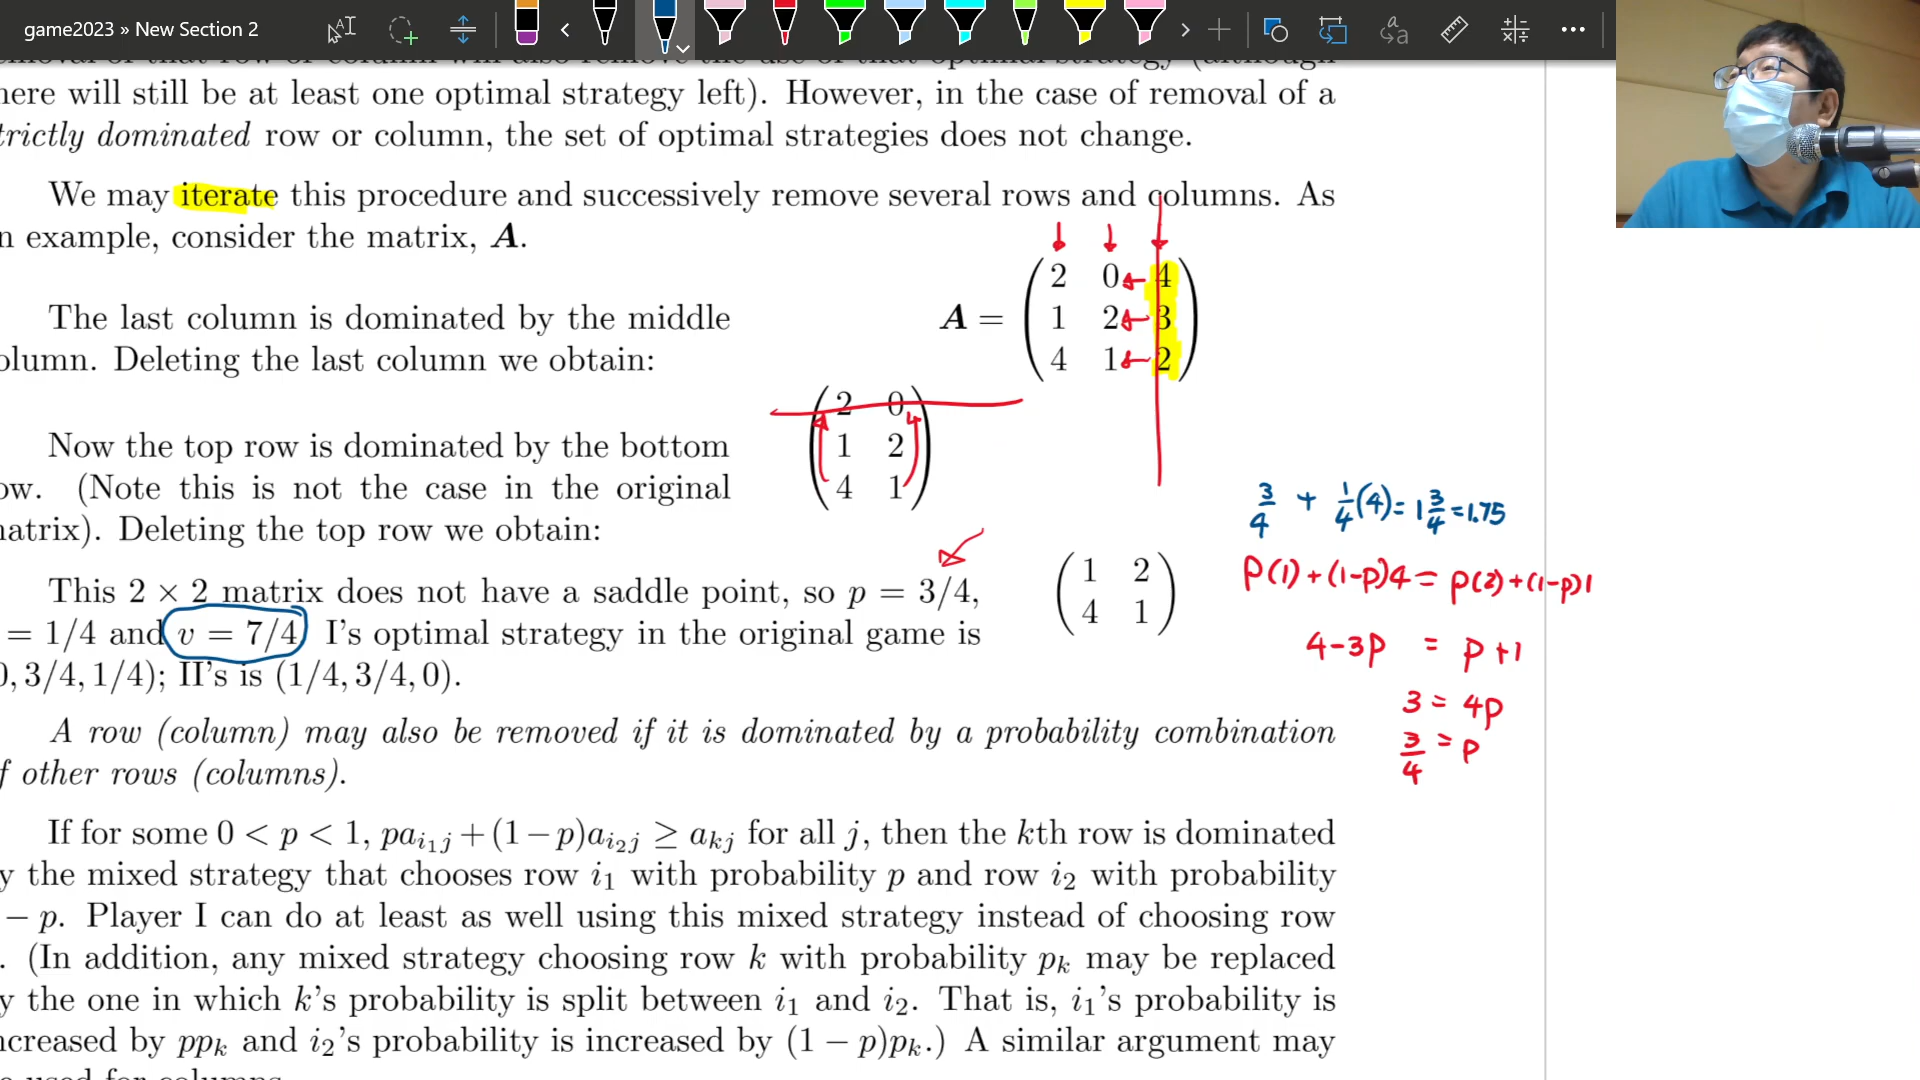 game2023 » New Section 2
here will still be at least one optimal strategy left). However, in the case of removal of a
trictly dominated row or column, the set of optimal strategies does not change.
We may iterate this procedure and successively remove several rows and columns. As
n example, consider the matrix, A.
The last column is dominated by the middle
olumn. Deleting the last column we obtain:
A =
2 0 4
1 2 3
4 1 2
2 0
1 2
4 1
Now the top row is dominated by the bottom
ow. (Note this is not the case in the original
atrix). Deleting the top row we obtain:
3/4 + 1/4(4) = 1 3/4 = 1.75
P(1)+(1-P)4 = P(2)+(1-P)1
4-3P = P+1
3 = 4P
3/4 = P
1 2
4 1
This 2 × 2 matrix does not have a saddle point, so p = 3/4,
= 1/4 and v = 7/4 I's optimal strategy in the original game is
0, 3/4, 1/4); II's is (1/4, 3/4, 0).
A row (column) may also be removed if it is dominated by a probability combination
f other rows (columns).
If for some 0 < p < 1, pa_{i₁j} + (1 − p)a_{i₂j} ≥ a_{kj} for all j, then the kth row is dominated
y the mixed strategy that chooses row i₁ with probability p and row i₂ with probability
− p. Player I can do at least as well using this mixed strategy instead of choosing row
. (In addition, any mixed strategy choosing row k with probability p_k may be replaced
y the one in which k's probability is split between i₁ and i₂. That is, i₁'s probability is
ncreased by pp_k and i₂'s probability is increased by (1 − p)p_k.) A similar argument may